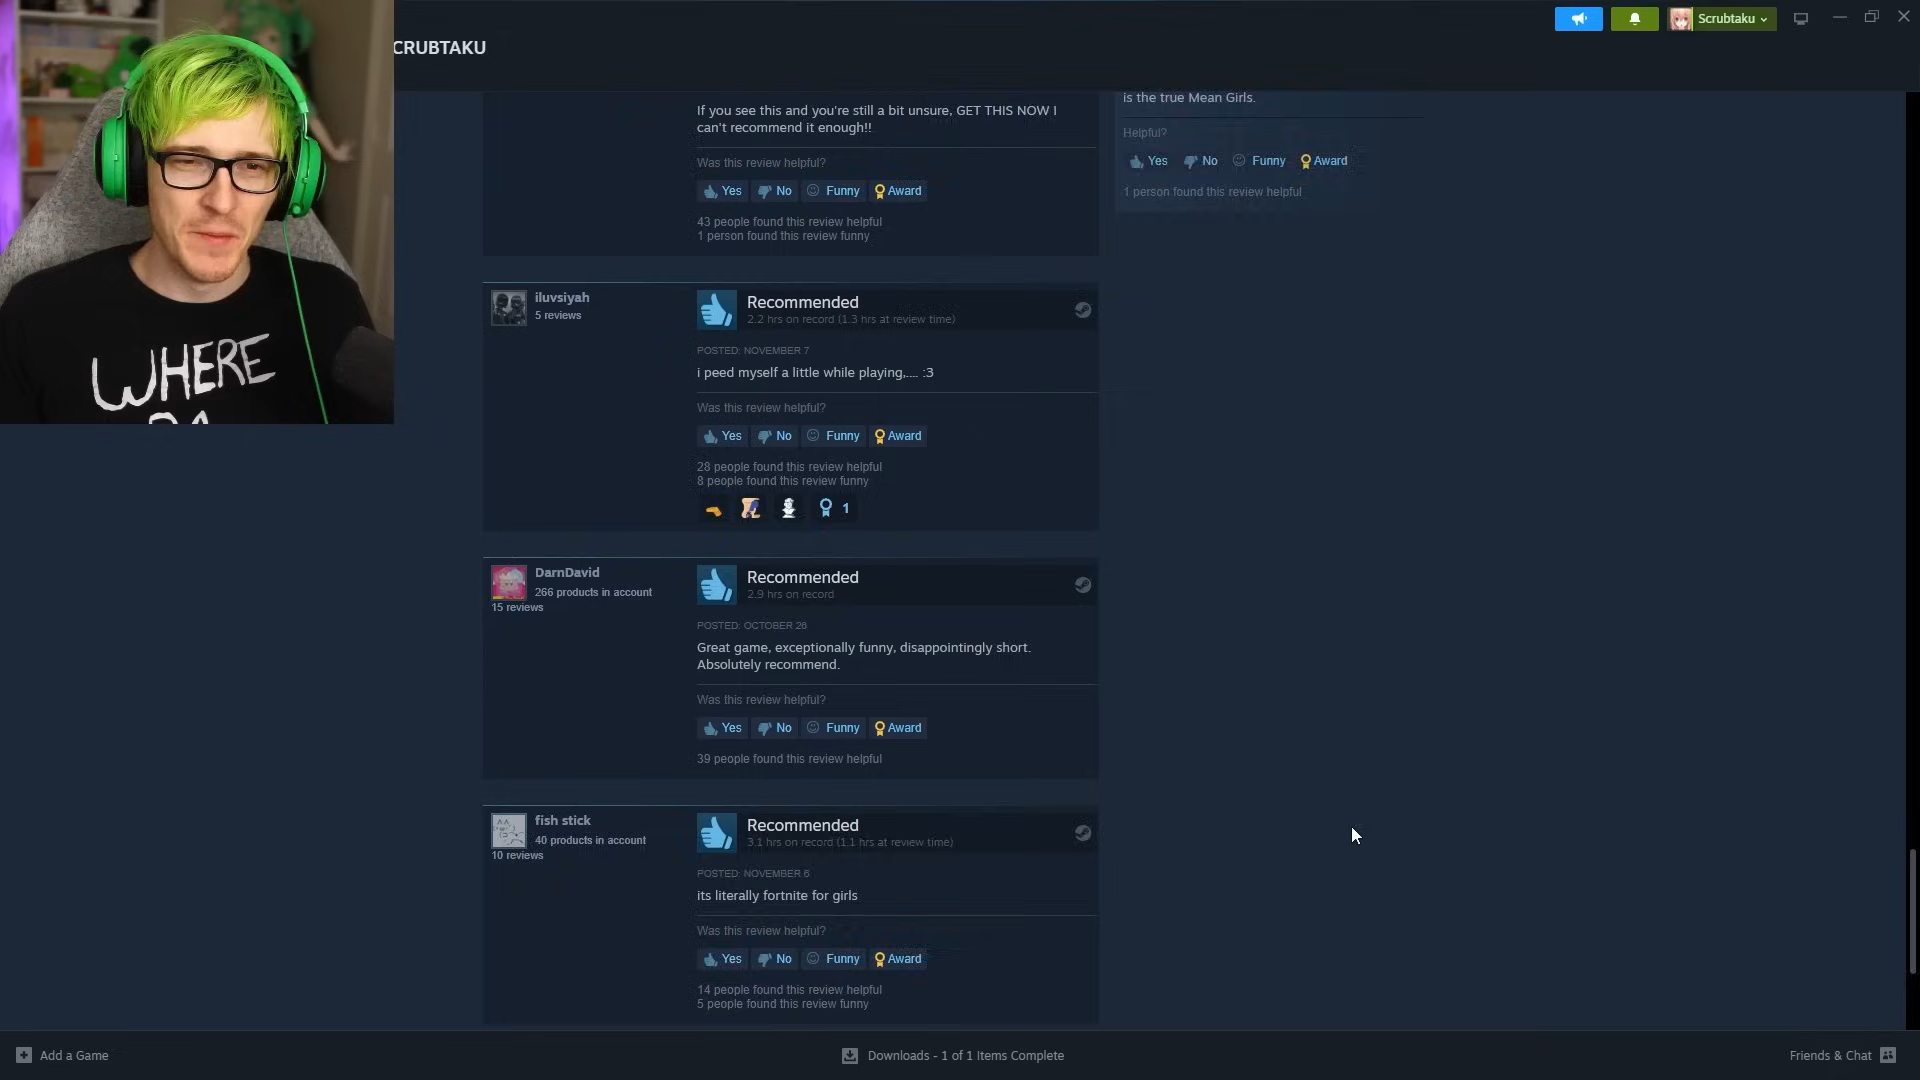 CRUBTAKU
Scrubtaku
WHERE
If you see this and you're still a bit unsure, GET THIS NOW I
can't recommend it enough!!
Was this review helpful?
Yes No Funny Award
43 people found this review helpful
1 person found this review funny
is the true Mean Girls.
Helpful?
Yes No Funny Award
1 person found this review helpful
iluvsiyah
5 reviews
Recommended
2.2 hrs on record (1.3 hrs at review time)
POSTED: NOVEMBER 7
i peed myself a little while playing,.... :3
Was this review helpful?
Yes No Funny Award
28 people found this review helpful
8 people found this review funny
1
DarnDavid
266 products in account
15 reviews
Recommended
2.9 hrs on record
POSTED: OCTOBER 26
Great game, exceptionally funny, disappointingly short.
Absolutely recommend.
Was this review helpful?
Yes No Funny Award
39 people found this review helpful
fish stick
40 products in account
10 reviews
Recommended
3.1 hrs on record (1.1 hrs at review time)
POSTED: NOVEMBER 6
its literally fortnite for girls
Was this review helpful?
Yes No Funny Award
14 people found this review helpful
5 people found this review funny
Add a Game
Downloads - 1 of 1 Items Complete
Friends & Chat